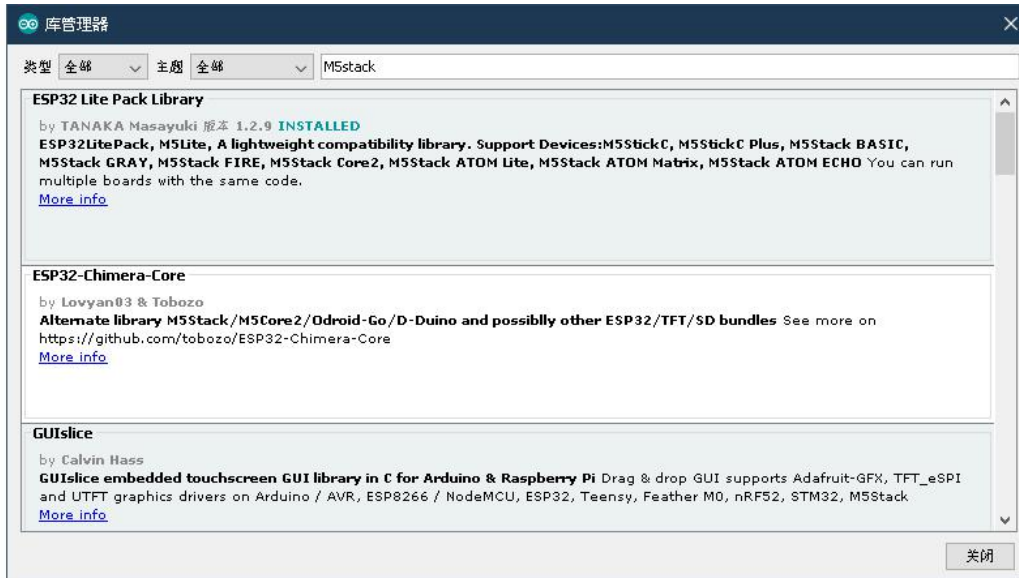 库管理器
类型 全部 主题 全部 M5stack
ESP32 Lite Pack Library
by TANAKA Masayuki 版本 1.2.9 INSTALLED
ESP32LitePack, M5Lite, A lightweight compatibility library. Support Devices:M5StickC, M5StickC Plus, M5Stack BASIC,
M5Stack GRAY, M5Stack FIRE, M5Stack Core2, M5Stack ATOM Lite, M5Stack ATOM Matrix, M5Stack ATOM ECHO You can run
multiple boards with the same code.
More info
ESP32-Chimera-Core
by Lovyan03 & Tobozo
Alternate library M5Stack/M5Core2/Odroid-Go/D-Duino and possiblly other ESP32/TFT/SD bundles See more on
https://github.com/tobozo/ESP32-Chimera-Core
More info
GUIslice
by Calvin Hass
GUIslice embedded touchscreen GUI library in C for Arduino & Raspberry Pi Drag & drop GUI supports Adafruit-GFX, TFT_eSPI
and UTFT graphics drivers on Arduino / AVR, ESP8266 / NodeMCU, ESP32, Teensy, Feather M0, nRF52, STM32, M5Stack
More info
关闭